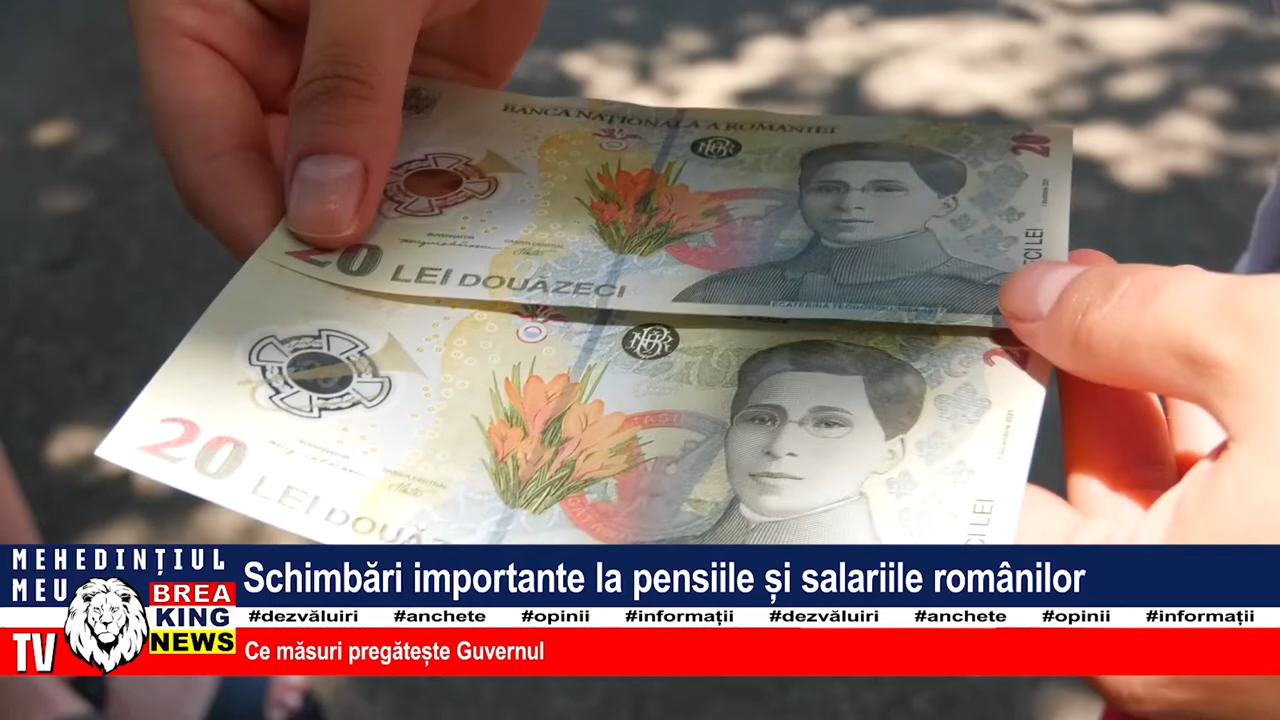 BANCA NAȚIONALĂ A ROMÂNIEI
20
20 LEI DOUĂZECI
20 LEI
MEHEDINȚIUL
MEU
TV
BREA
KING
NEWS
Schimbări importante la pensiile și salariile românilor
#dezvăluiri #anchete #opinii #informații #dezvăluiri #anchete #opinii #informații
Ce măsuri pregătește Guvernul